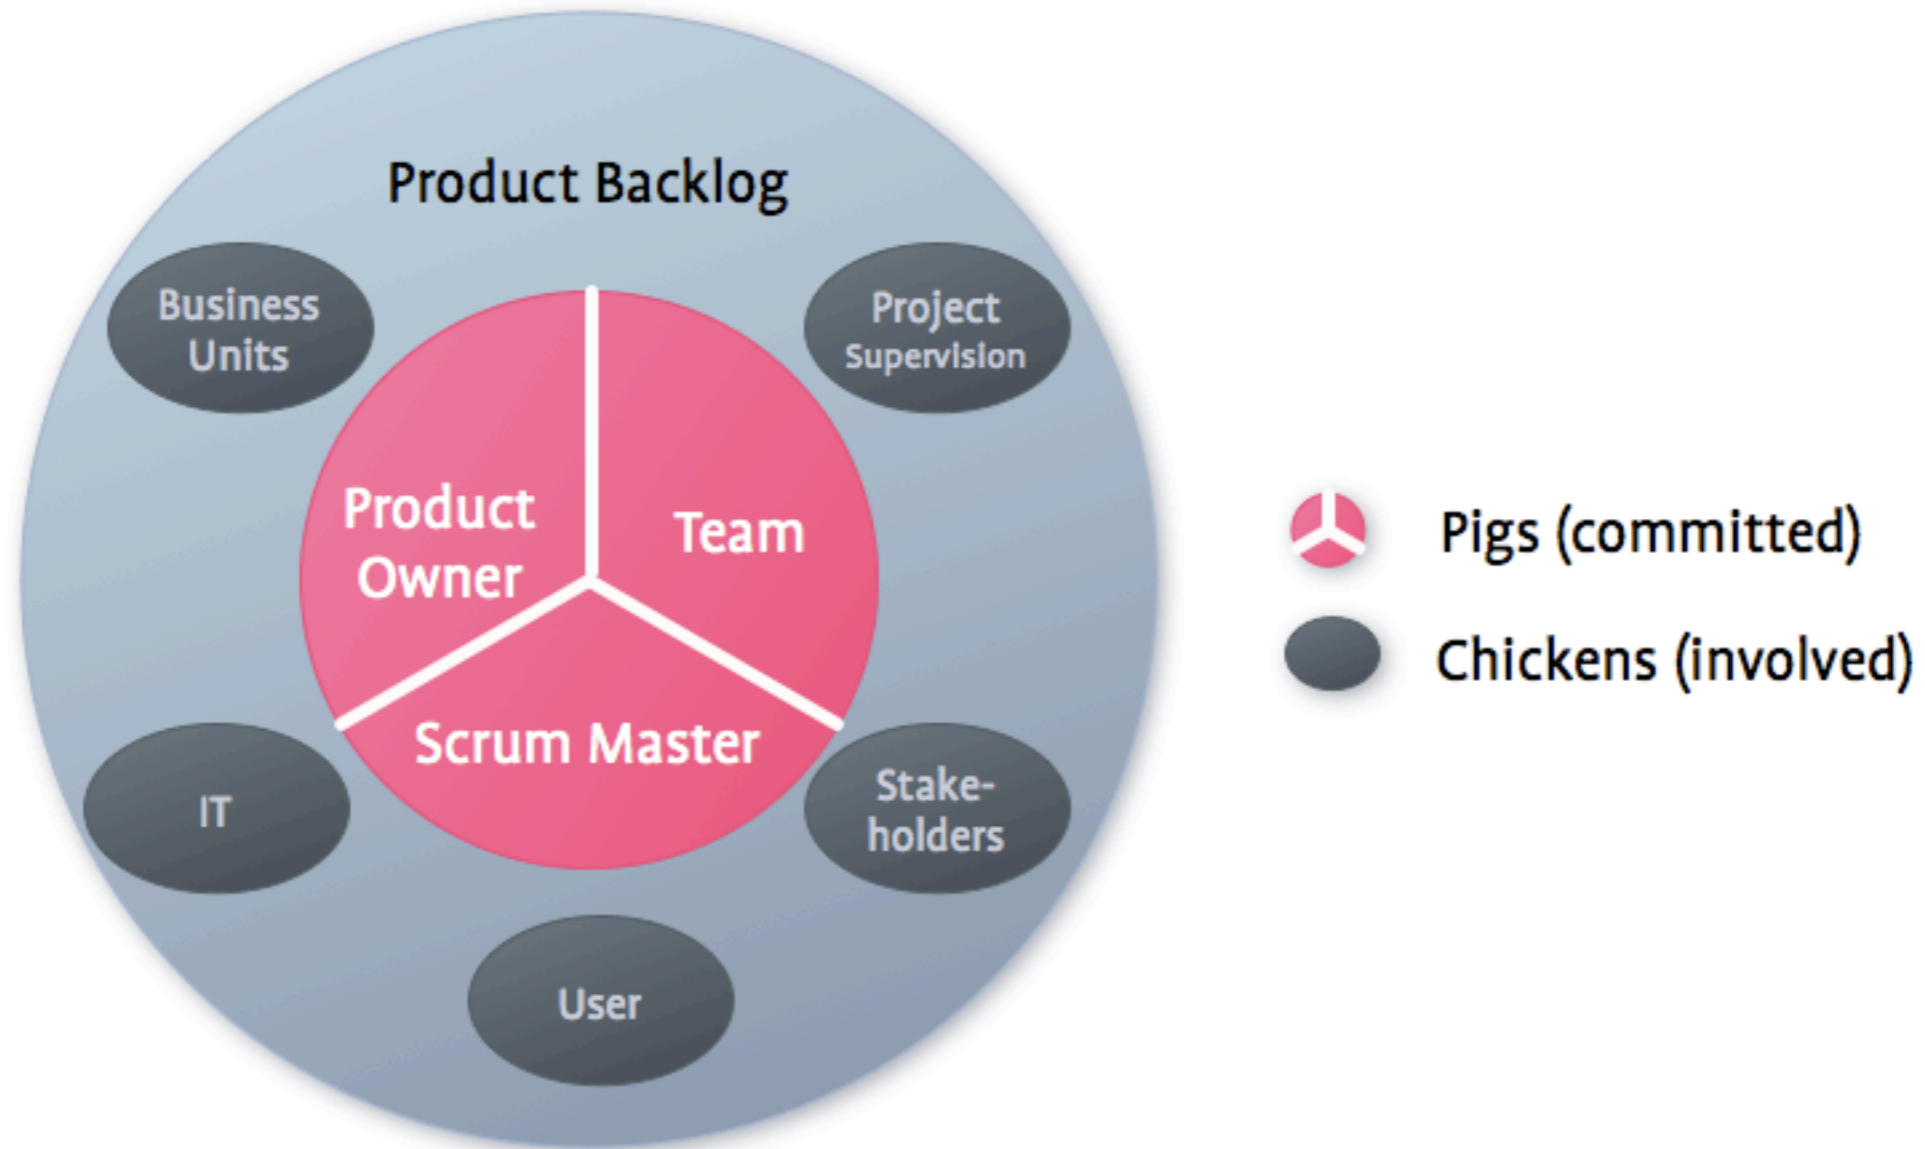 Product Backlog
Business
Units
Project
Supervision
Product
Owner
Team
Scrum Master
IT
Stake-
holders
User
Pigs (committed)
Chickens (involved)